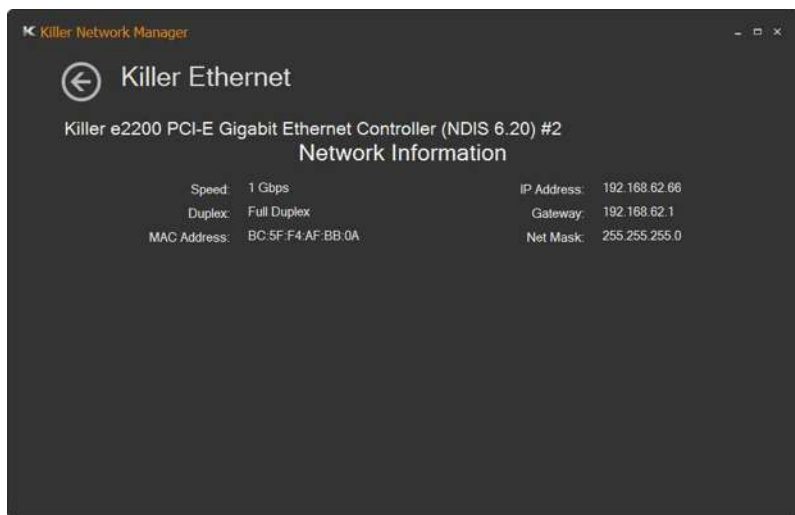 Killer Network Manager
Killer Ethernet
Killer e2200 PCI-E Gigabit Ethernet Controller (NDIS 6.20) #2
Network Information
Speed: 1 Gbps IP Address: 192.168.62.66
Duplex: Full Duplex Gateway: 192.168.62.1
MAC Address: BC:5F:F4:AF:BB:0A Net Mask: 255.255.255.0